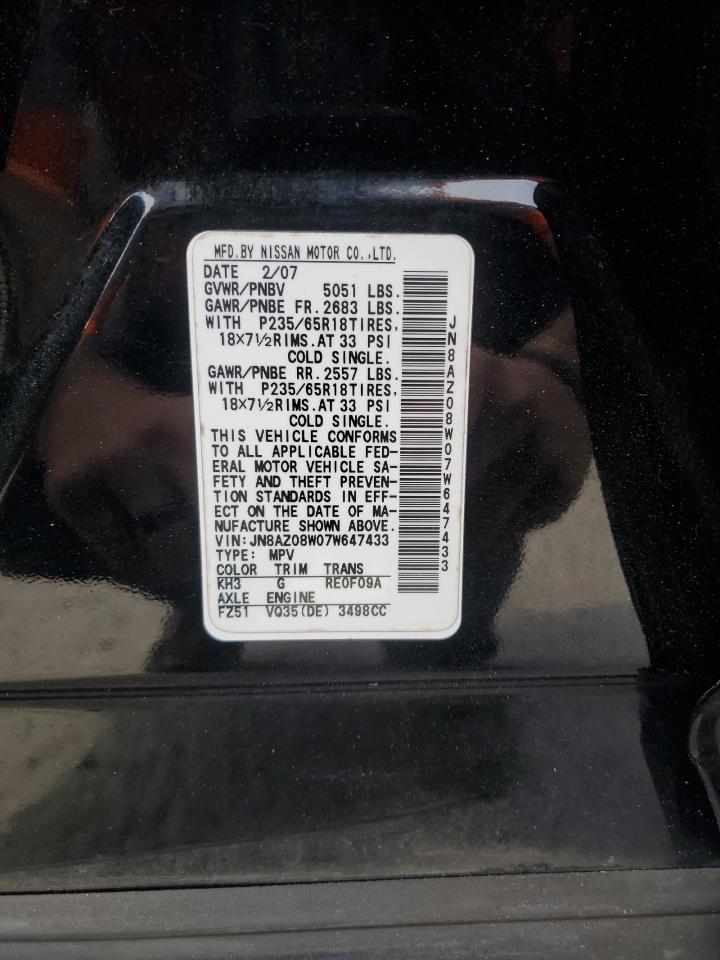 MFD.BY NISSAN MOTOR CO.,LTD.
DATE 2/07
GVWR/PNBV 5051 LBS.
GAWR/PNBE FR. 2683 LBS.
WITH P235/65R18TIRES,
18X7½RIMS.AT 33 PSI
COLD SINGLE.
GAWR/PNBE RR. 2557 LBS.
WITH P235/65R18TIRES,
18X7½RIMS.AT 33 PSI
COLD SINGLE.
THIS VEHICLE CONFORMS
TO ALL APPLICABLE FED-
ERAL MOTOR VEHICLE SA-
FETY AND THEFT PREVEN-
TION STANDARDS IN EFF-
ECT ON THE DATE OF MA-
NUFACTURE SHOWN ABOVE.
VIN:JN8AZ08W07W647433
TYPE: MPV
COLOR TRIM TRANS
KH3 G RE0F09A
AXLE ENGINE
FZ51 VQ35(DE) 3498CC
JN8AZ08W07W647433